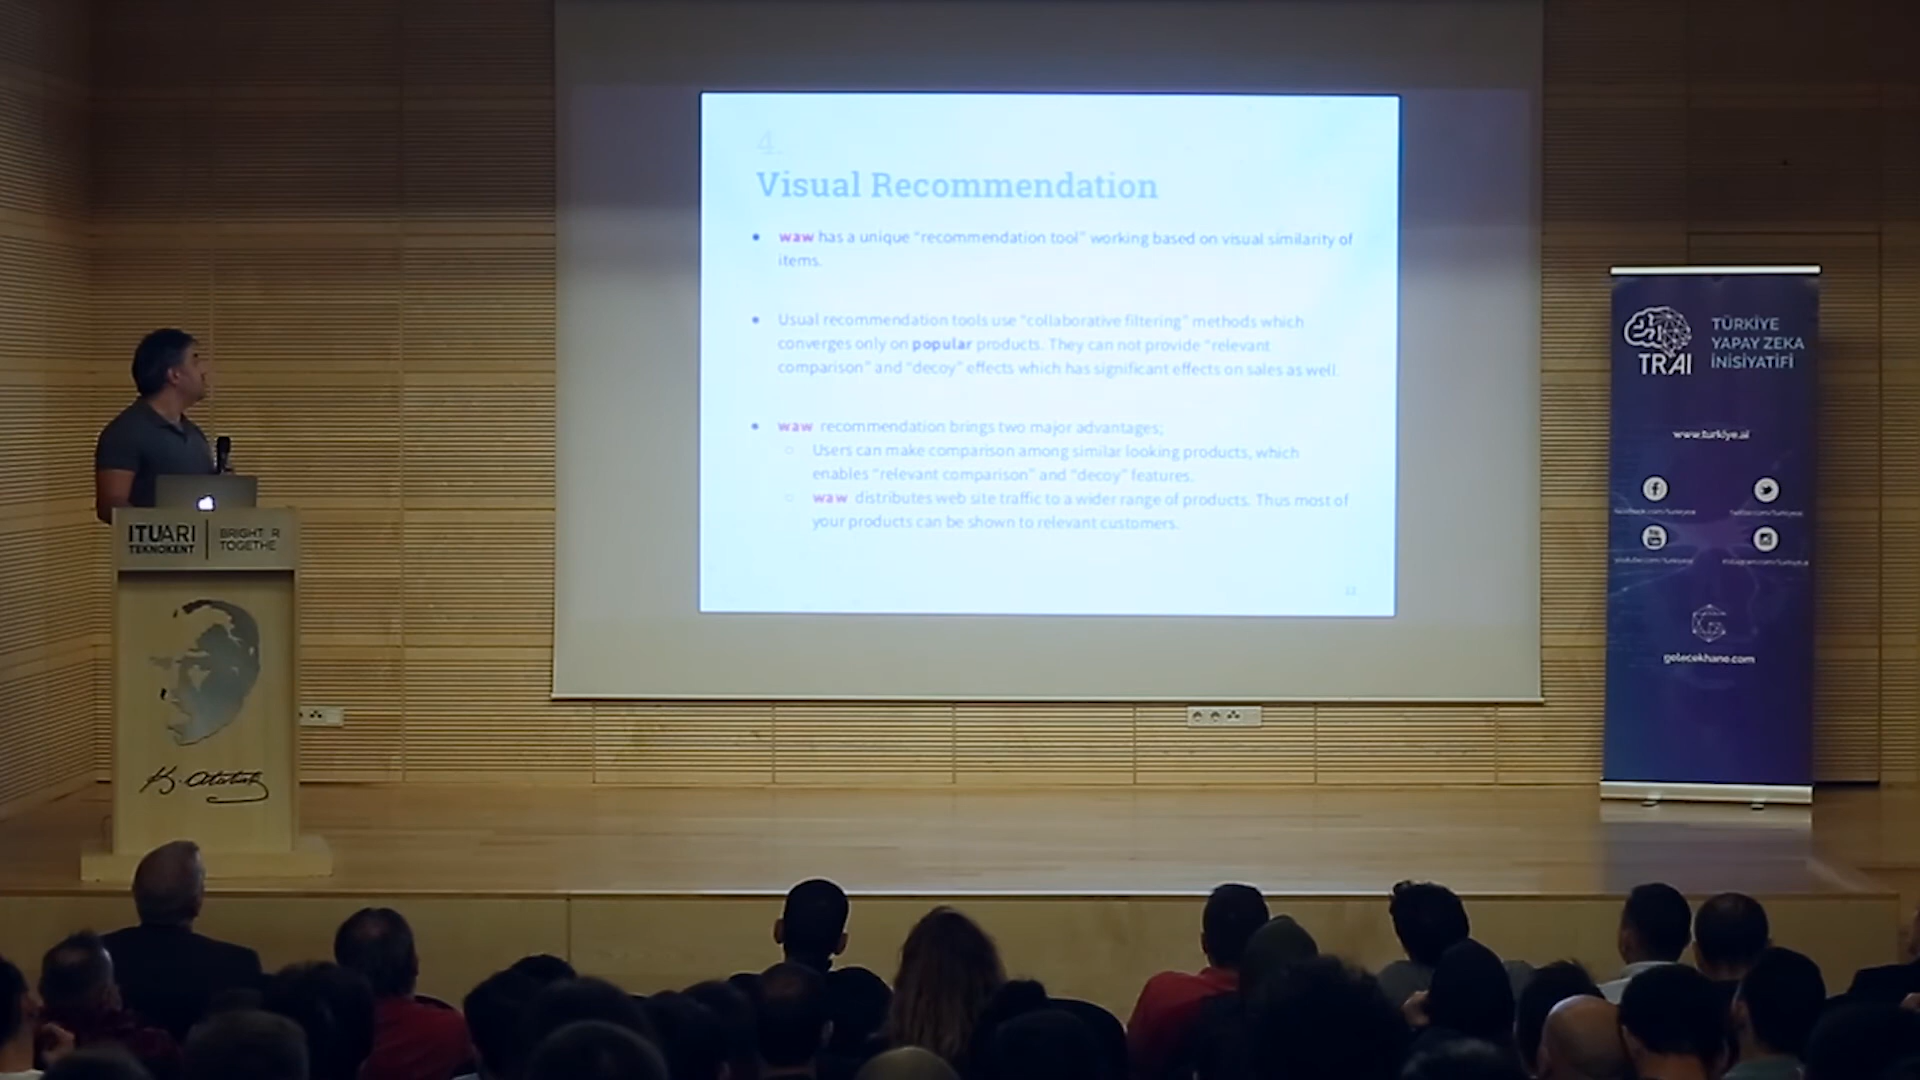 4.
Visual Recommendation
● waw has a unique “recommendation tool” working based on visual similarity of
items.
● Usual recommendation tools use “collaborative filtering” methods which
converges only on popular products. They can not provide “relevant
comparison” and “decoy” effects which has significant effects on sales as well.
● waw recommendation brings two major advantages;
○ Users can make comparison among similar looking products, which
enables “relevant comparison” and “decoy” features.
○ waw distributes web site traffic to a wider range of products. Thus most of
your products can be shown to relevant customers.
ITUARI
TEKNOKENT
BRIGHT R
TOGETHE
K. Atatürk
TRAI
TÜRKİYE
YAPAY ZEKA
İNİSİYATİFİ
www.turkiye.ai
gelecekhane.com